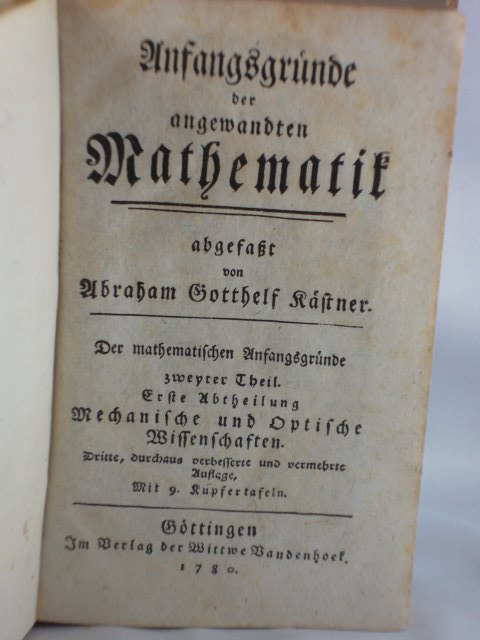 Anfangsgründe
der
angewandten
Mathematik
abgefaßt
von
Abraham Gotthelf Kästner.
Der mathematischen Anfangsgründe
zweyter Theil.
Erste Abtheilung
Mechanische und Optische
Wissenschaften.
Dritte, durchaus verbesserte und vermehrte
Auflage,
Mit 9. Kupfertafeln.
Göttingen
Im Verlag der Wittwe Vandenhoek.
1780.